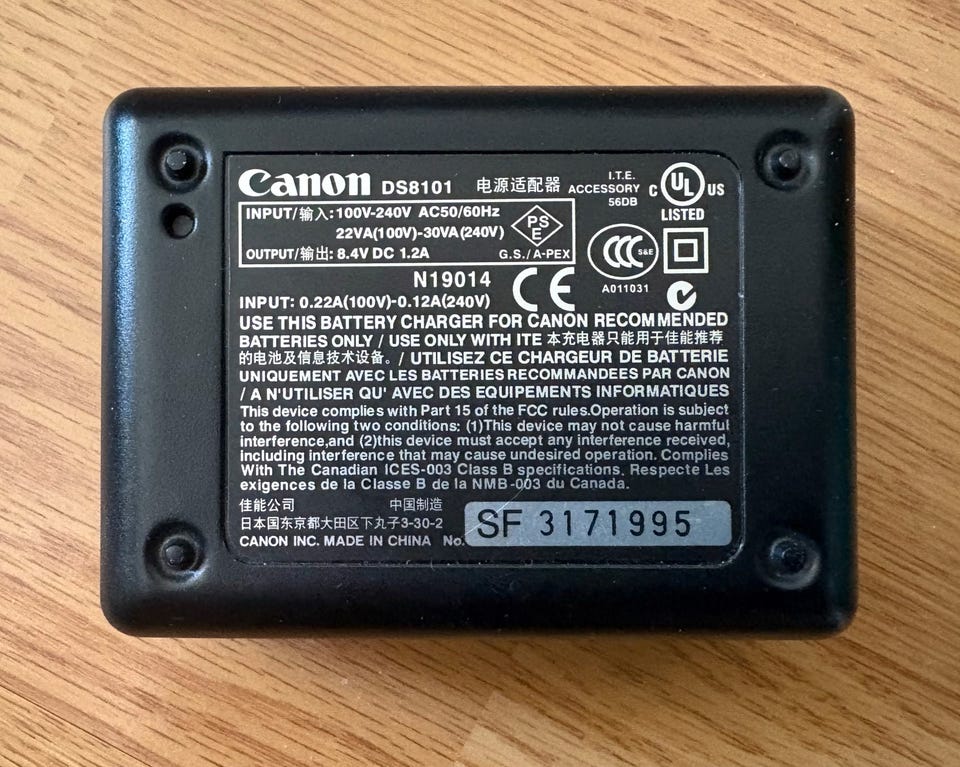 Canon DS8101 电源适配器
I.T.E.
ACCESSORY
56DB
C UL US
LISTED
INPUT/输入:100V-240V AC50/60Hz
22VA(100V)-30VA(240V)
OUTPUT/输出: 8.4V DC 1.2A
PS
E
G.S./A-PEX
CCC S&E
A011031
N19014
CE
INPUT: 0.22A(100V)-0.12A(240V)
USE THIS BATTERY CHARGER FOR CANON RECOMMENDED
BATTERIES ONLY / USE ONLY WITH ITE 本充电器只能用于佳能推荐
的电池及信息技术设备。/ UTILISEZ CE CHARGEUR DE BATTERIE
UNIQUEMENT AVEC LES BATTERIES RECOMMANDEES PAR CANON
/ A N'UTILISER QU' AVEC DES EQUIPEMENTS INFORMATIQUES
This device complies with Part 15 of the FCC rules.Operation is subject
to the following two conditions: (1)This device may not cause harmful
interference,and (2)this device must accept any interference received,
including interference that may cause undesired operation. Complies
With The Canadian ICES-003 Class B specifications. Respecte Les
exigences de la Classe B de la NMB-003 du Canada.
佳能公司 中国制造
日本国东京都大田区下丸子3-30-2
CANON INC. MADE IN CHINA No.
SF 3171995